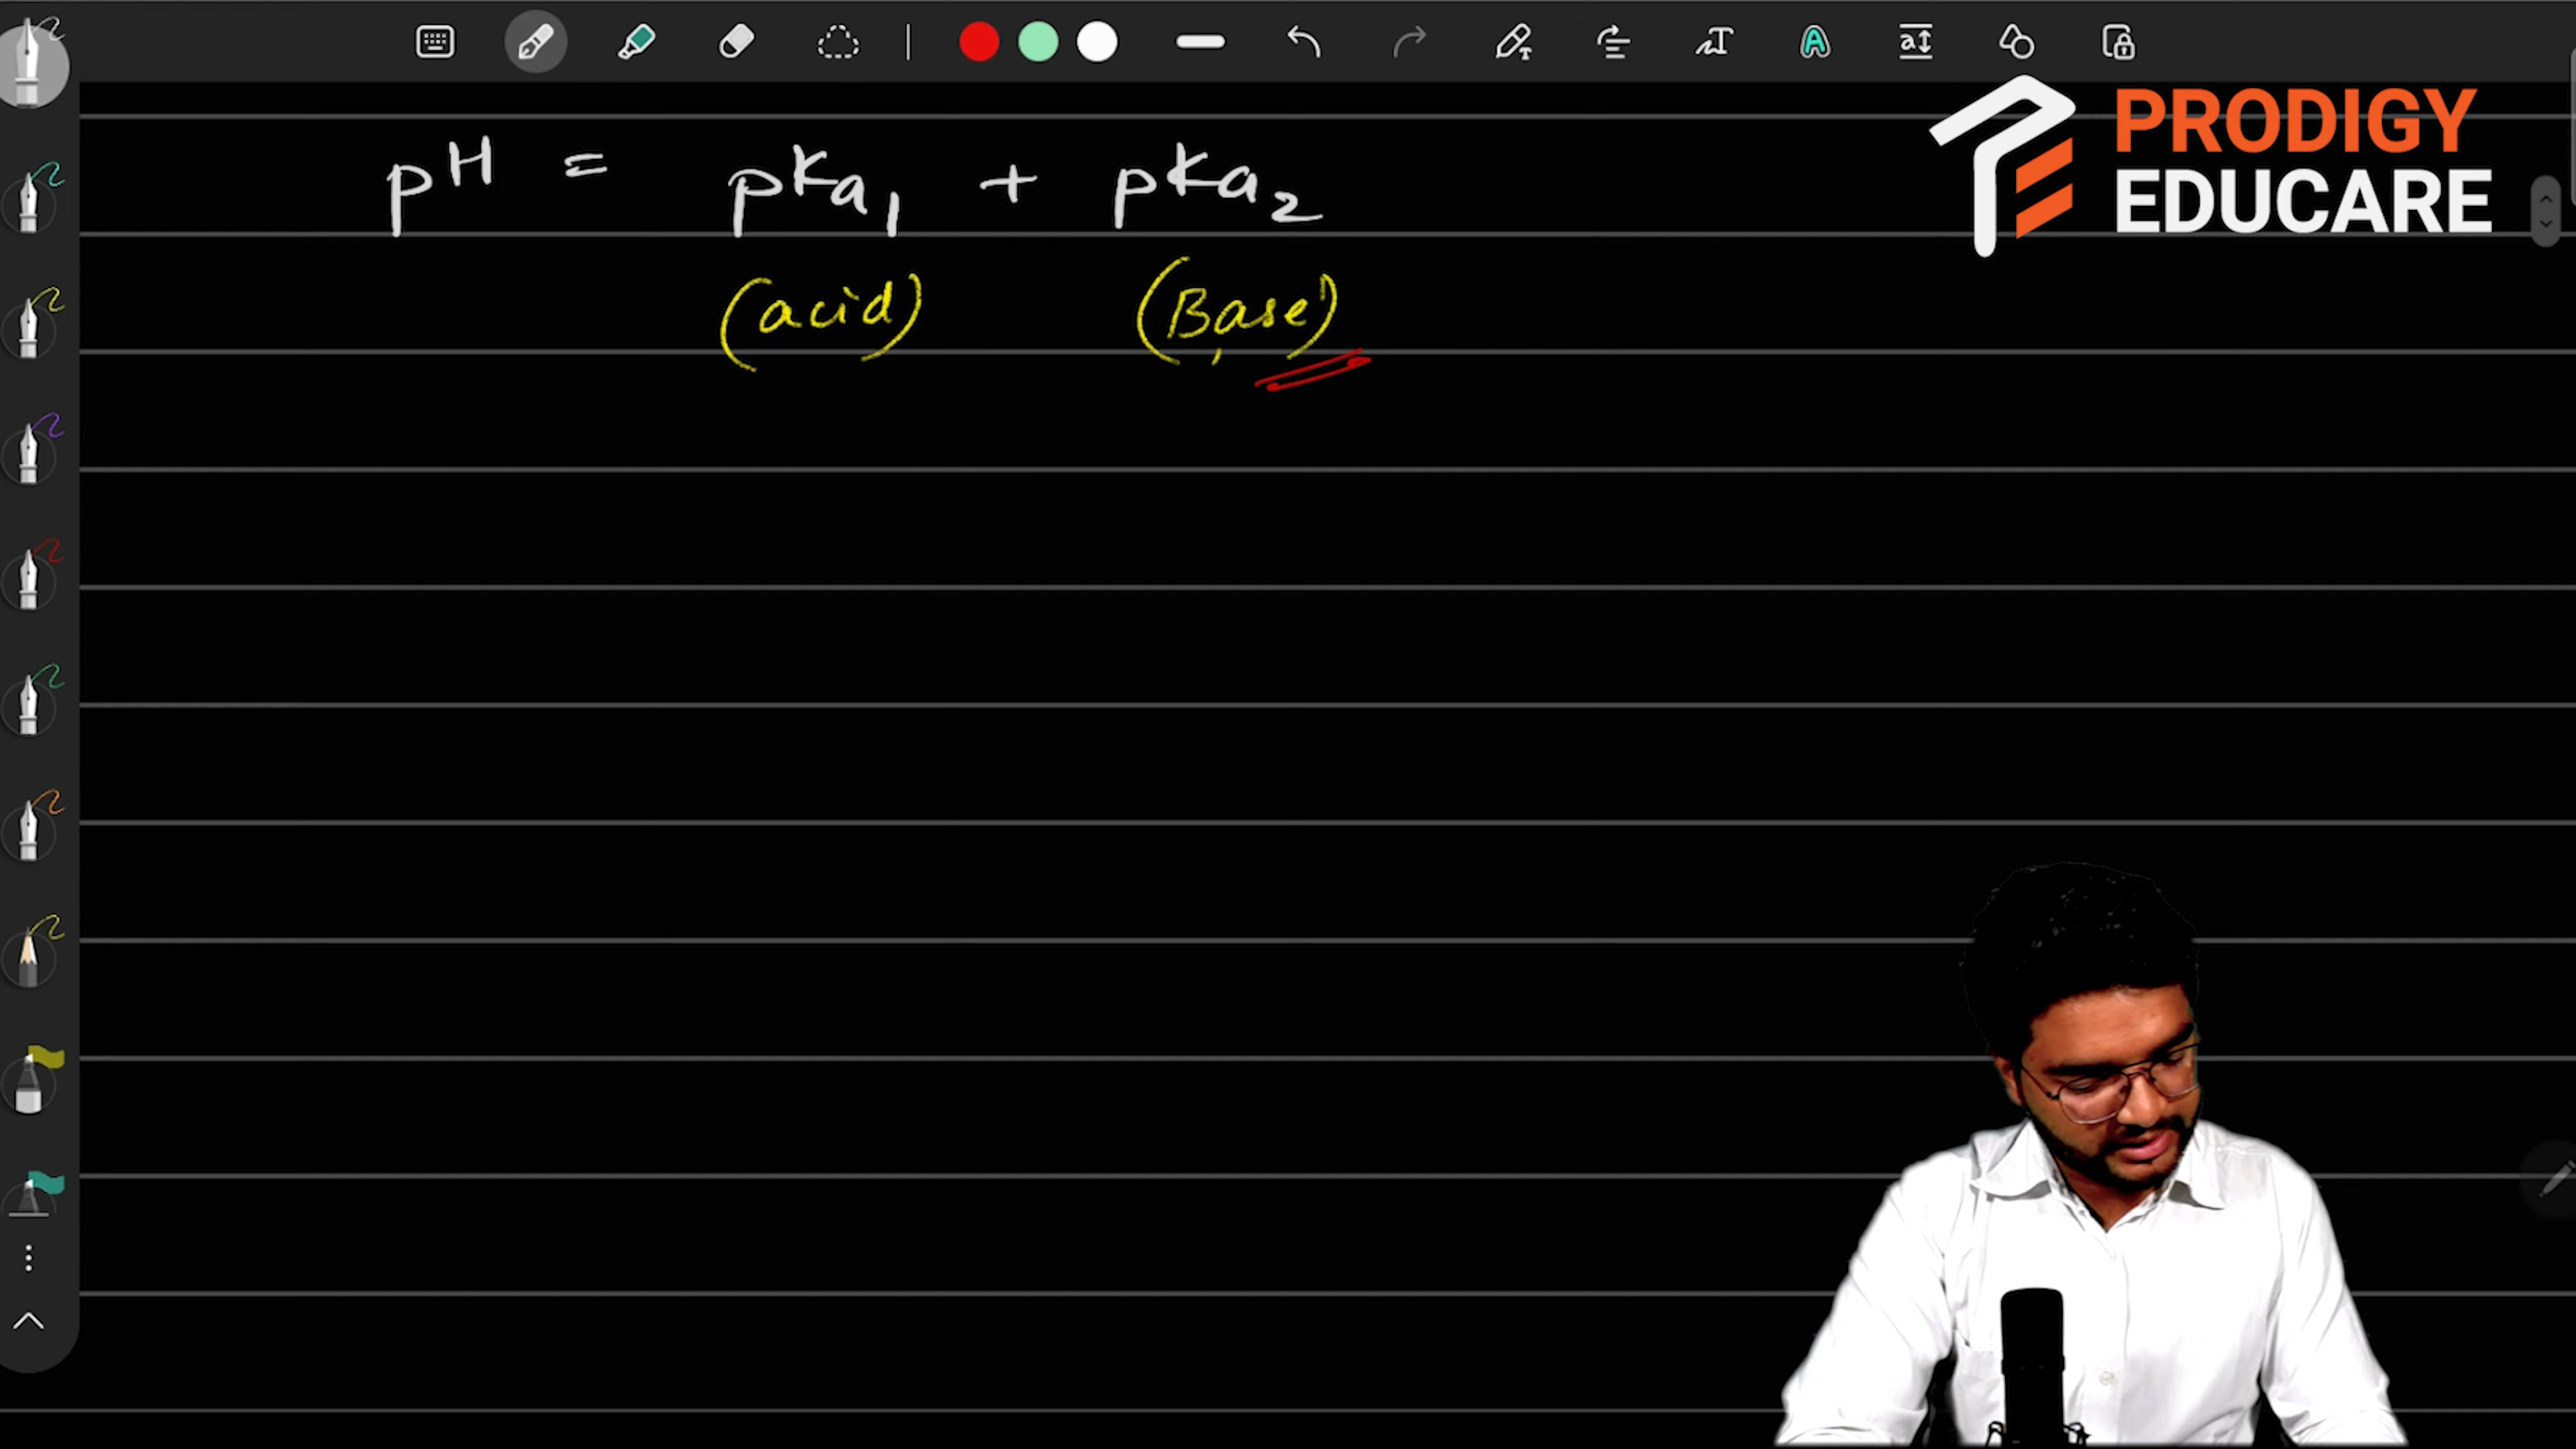 PRODIGY
EDUCARE
pH = pka₁ + pka₂
(acid) (Base)